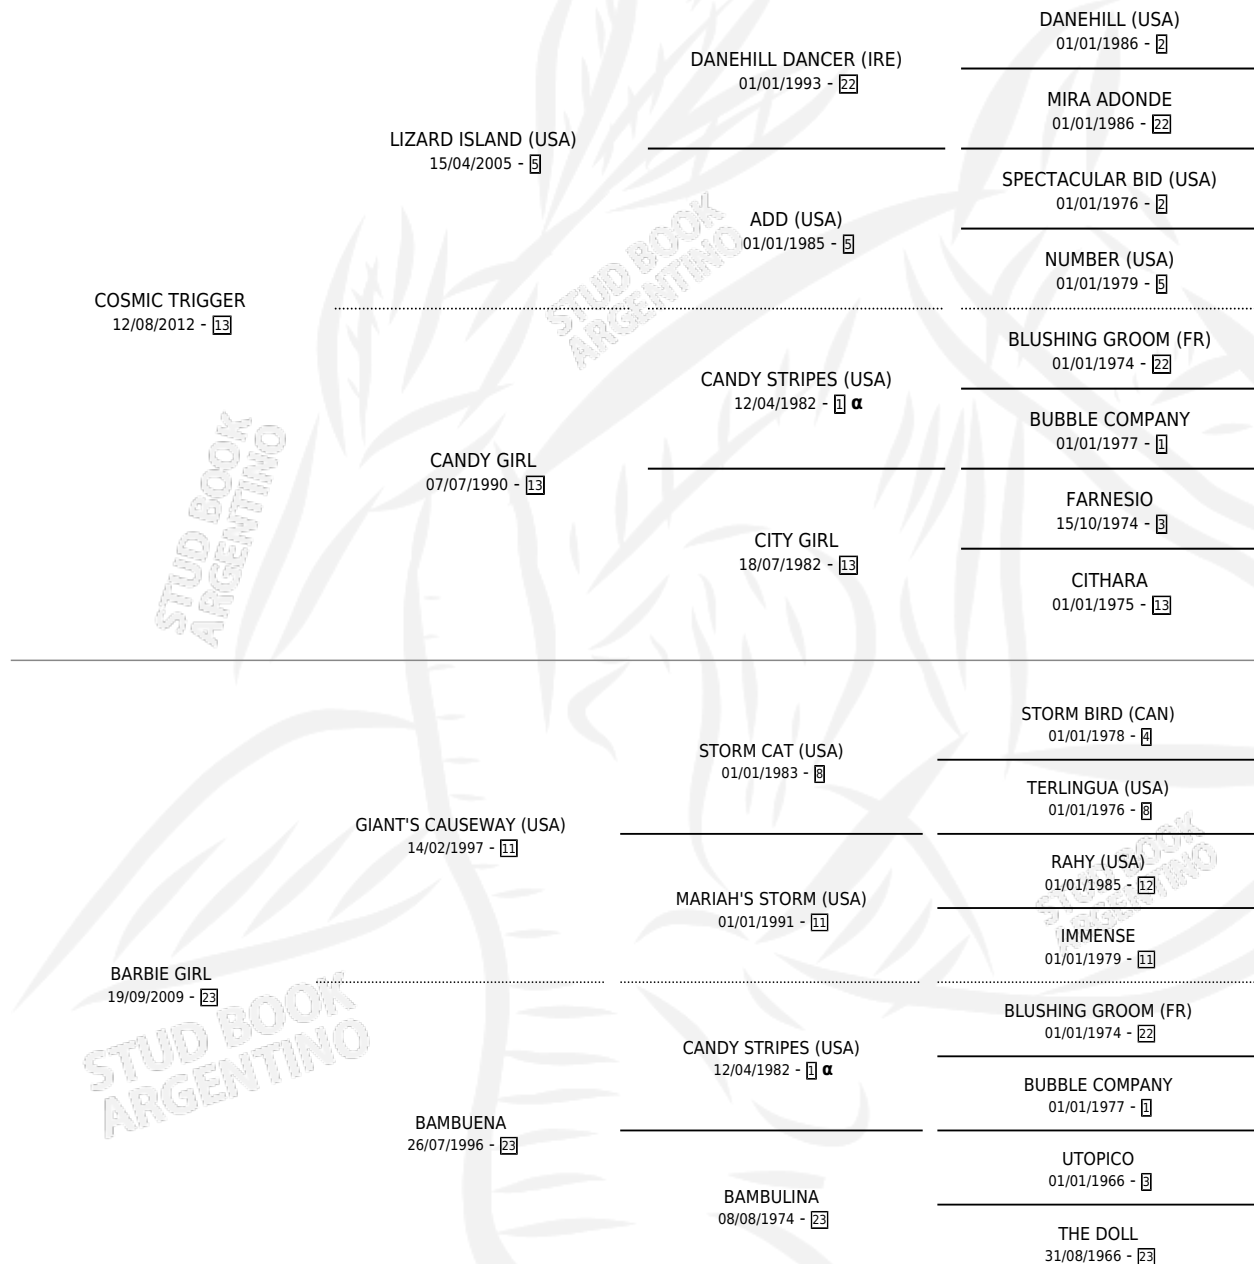 DANEHILL (USA)
01/01/1986 - 2
DANEHILL DANCER (IRE)
01/01/1993 - 22
MIRA ADONDE
01/01/1986 - 22
LIZARD ISLAND (USA)
15/04/2005 - 5
SPECTACULAR BID (USA)
01/01/1976 - 2
ADD (USA)
01/01/1985 - 5
NUMBER (USA)
01/01/1979 - 5
COSMIC TRIGGER
12/08/2012 - 13
BLUSHING GROOM (FR)
01/01/1974 - 22
CANDY STRIPES (USA)
12/04/1982 - 1 α
BUBBLE COMPANY
01/01/1977 - 1
CANDY GIRL
07/07/1990 - 13
FARNESIO
15/10/1974 - 3
CITY GIRL
18/07/1982 - 13
CITHARA
01/01/1975 - 13
STUD BOOK
ARGENTINO
STUD BOOK
ARGENTINO
STORM BIRD (CAN)
01/01/1978 - 4
STORM CAT (USA)
01/01/1983 - 8
TERLINGUA (USA)
01/01/1976 - 8
GIANT'S CAUSEWAY (USA)
14/02/1997 - 11
RAHY (USA)
01/01/1985 - 12
MARIAH'S STORM (USA)
01/01/1991 - 11
IMMENSE
01/01/1979 - 11
STUD BOOK
ARGENTINO
BARBIE GIRL
19/09/2009 - 23
BLUSHING GROOM (FR)
01/01/1974 - 22
CANDY STRIPES (USA)
12/04/1982 - 1 α
BUBBLE COMPANY
01/01/1977 - 1
BAMBUENA
26/07/1996 - 23
UTOPICO
01/01/1966 - 3
BAMBULINA
08/08/1974 - 23
THE DOLL
31/08/1966 - 23
STUD BOOK
ARGENTINO